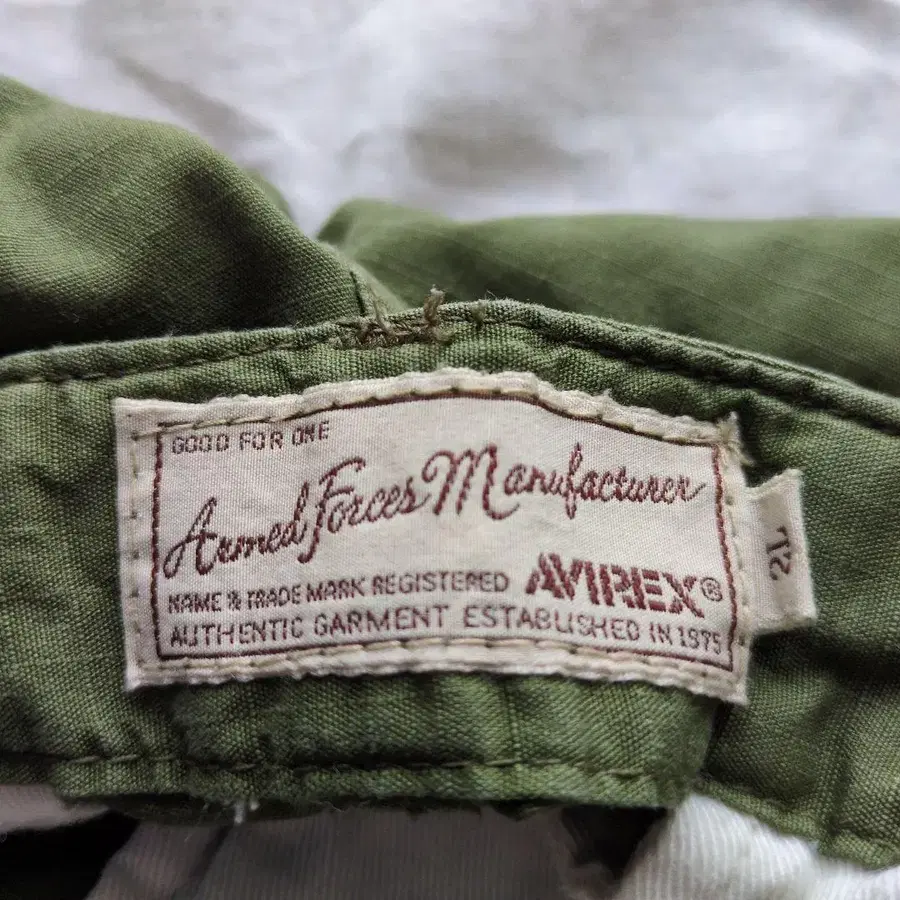 GOOD FOR ONE
Armed Forces Manufacturer
NAME & TRADE MARK REGISTERED AVIREX®
AUTHENTIC GARMENT ESTABLISHED IN 1975
2L